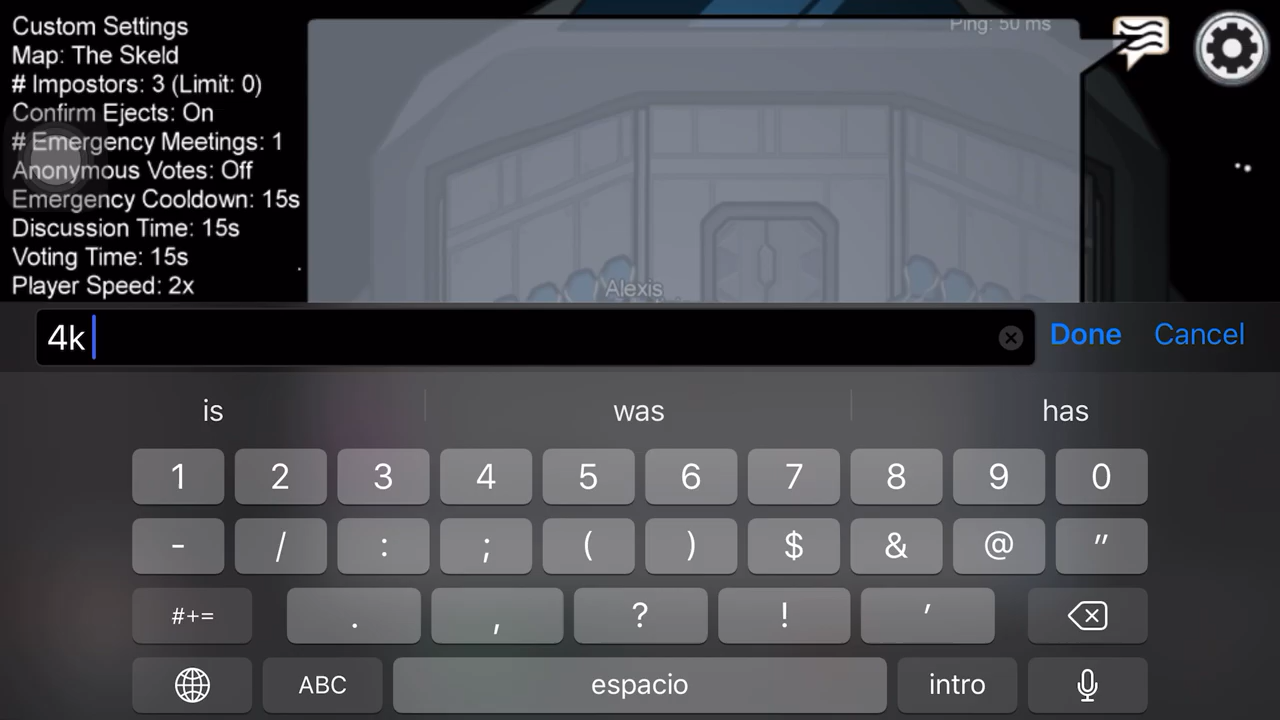 Custom Settings
Map: The Skeld
# Impostors: 3 (Limit: 0)
Confirm Ejects: On
# Emergency Meetings: 1
Anonymous Votes: Off
Emergency Cooldown: 15s
Discussion Time: 15s
Voting Time: 15s
Player Speed: 2x
Ping: 50 ms
Alexis
4k
Done Cancel
is was has
1 2 3 4 5 6 7 8 9 0
- / : ; ( ) $ & @ "
#+= . , ? ! '
ABC espacio intro